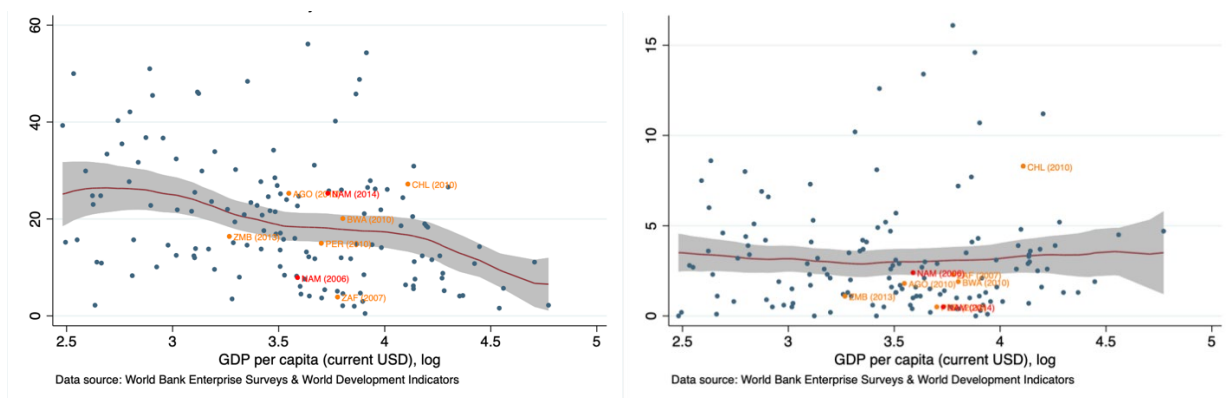 60
40
20
0
CHL (2010)
AGO (2010)
NAM (2014)
BWA (2010)
ZMB (2013)
PER (2010)
NAM (2006)
ZAF (2007)
2.5 3 3.5 4 4.5 5
GDP per capita (current USD), log
Data source: World Bank Enterprise Surveys & World Development Indicators
15
10
5
0
CHL (2010)
NAM (2006)
ZAF (2007)
AGO (2010)
BWA (2010)
ZMB (2013)
NAM (2014)
2.5 3 3.5 4 4.5 5
GDP per capita (current USD), log
Data source: World Bank Enterprise Surveys & World Development Indicators